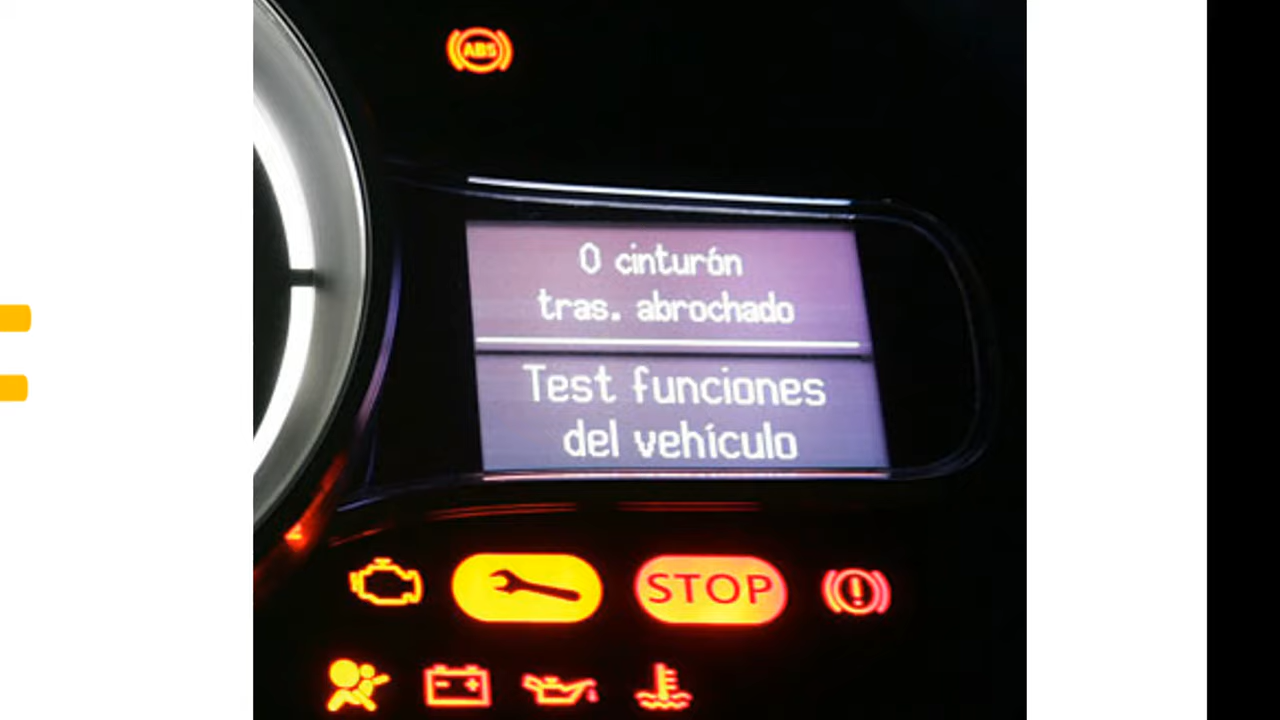 ABS
0 cinturón
tras. abrochado
Test funciones
del vehículo
STOP